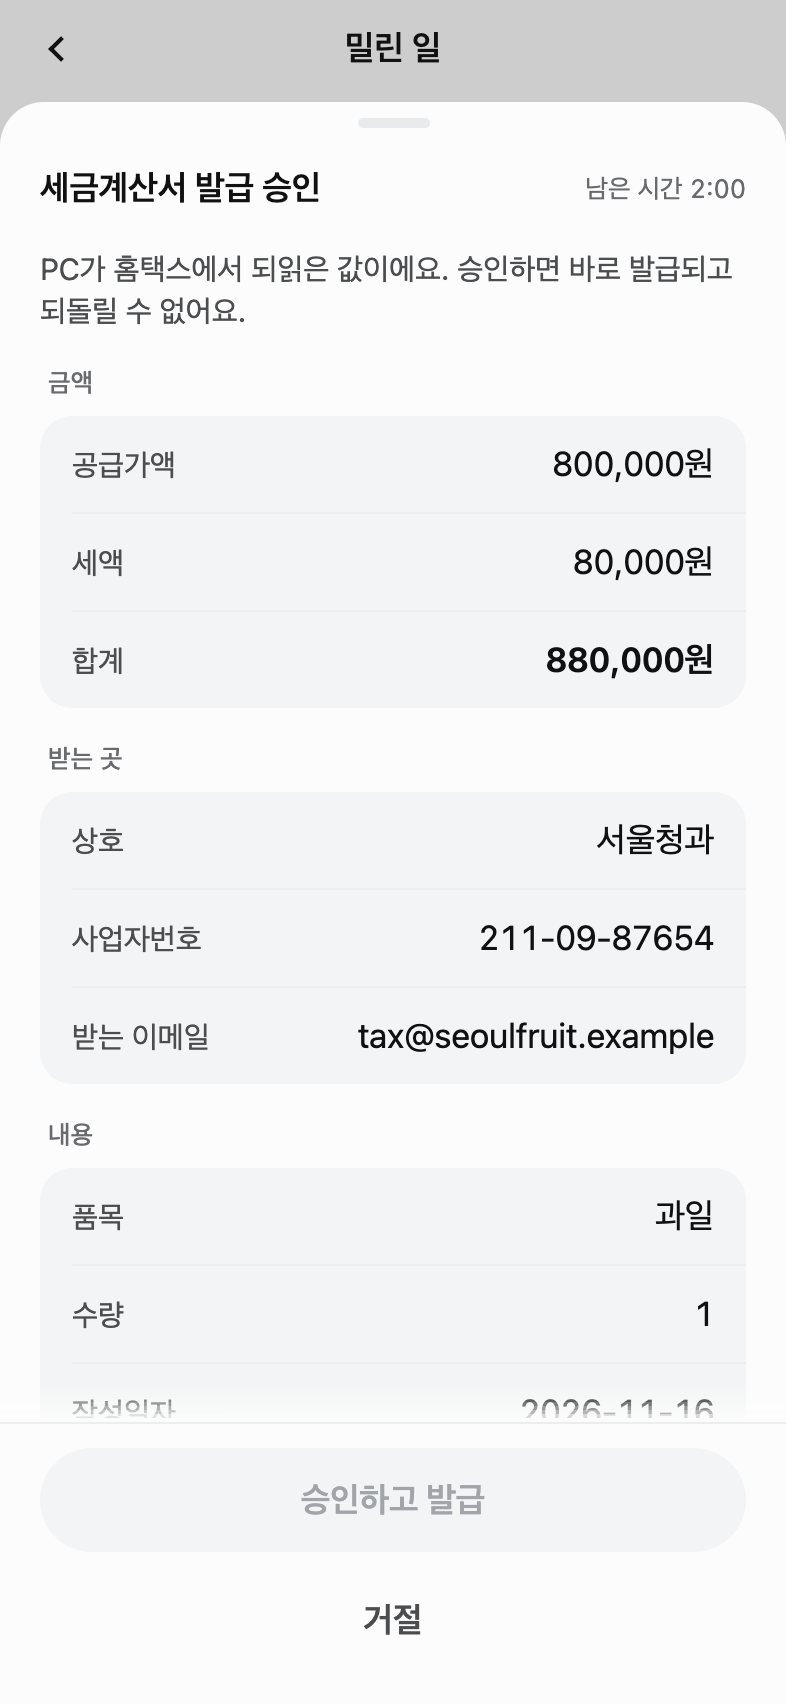 밀린 일
세금계산서 발급 승인
남은 시간 2:00
PC가 홈택스에서 되읽은 값이에요. 승인하면 바로 발급되고
되돌릴 수 없어요.
금액
공급가액 800,000원
세액 80,000원
합계 880,000원
받는 곳
상호 서울청과
사업자번호 211-09-87654
받는 이메일 tax@seoulfruit.example
내용
품목 과일
수량 1
작성일자 2026-11-16
승인하고 발급
거절